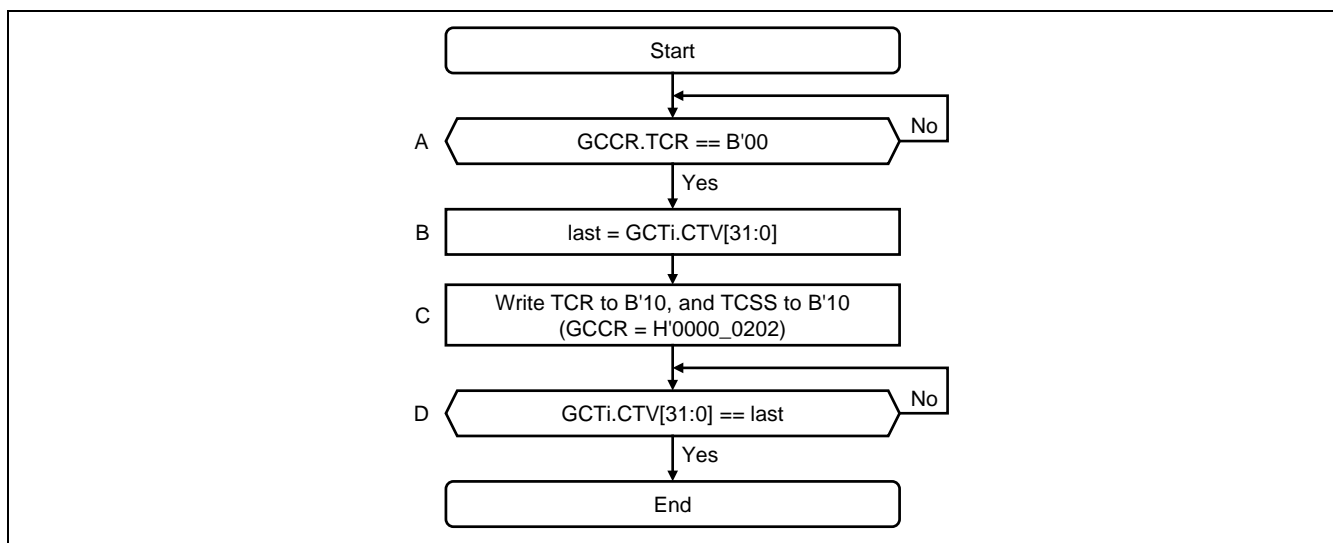 Start
No
A
GCCR.TCR == B'00
Yes
B
last = GCTi.CTV[31:0]
C
Write TCR to B'10, and TCSS to B'10
(GCCR = H'0000_0202)
No
D
GCTi.CTV[31:0] == last
Yes
End